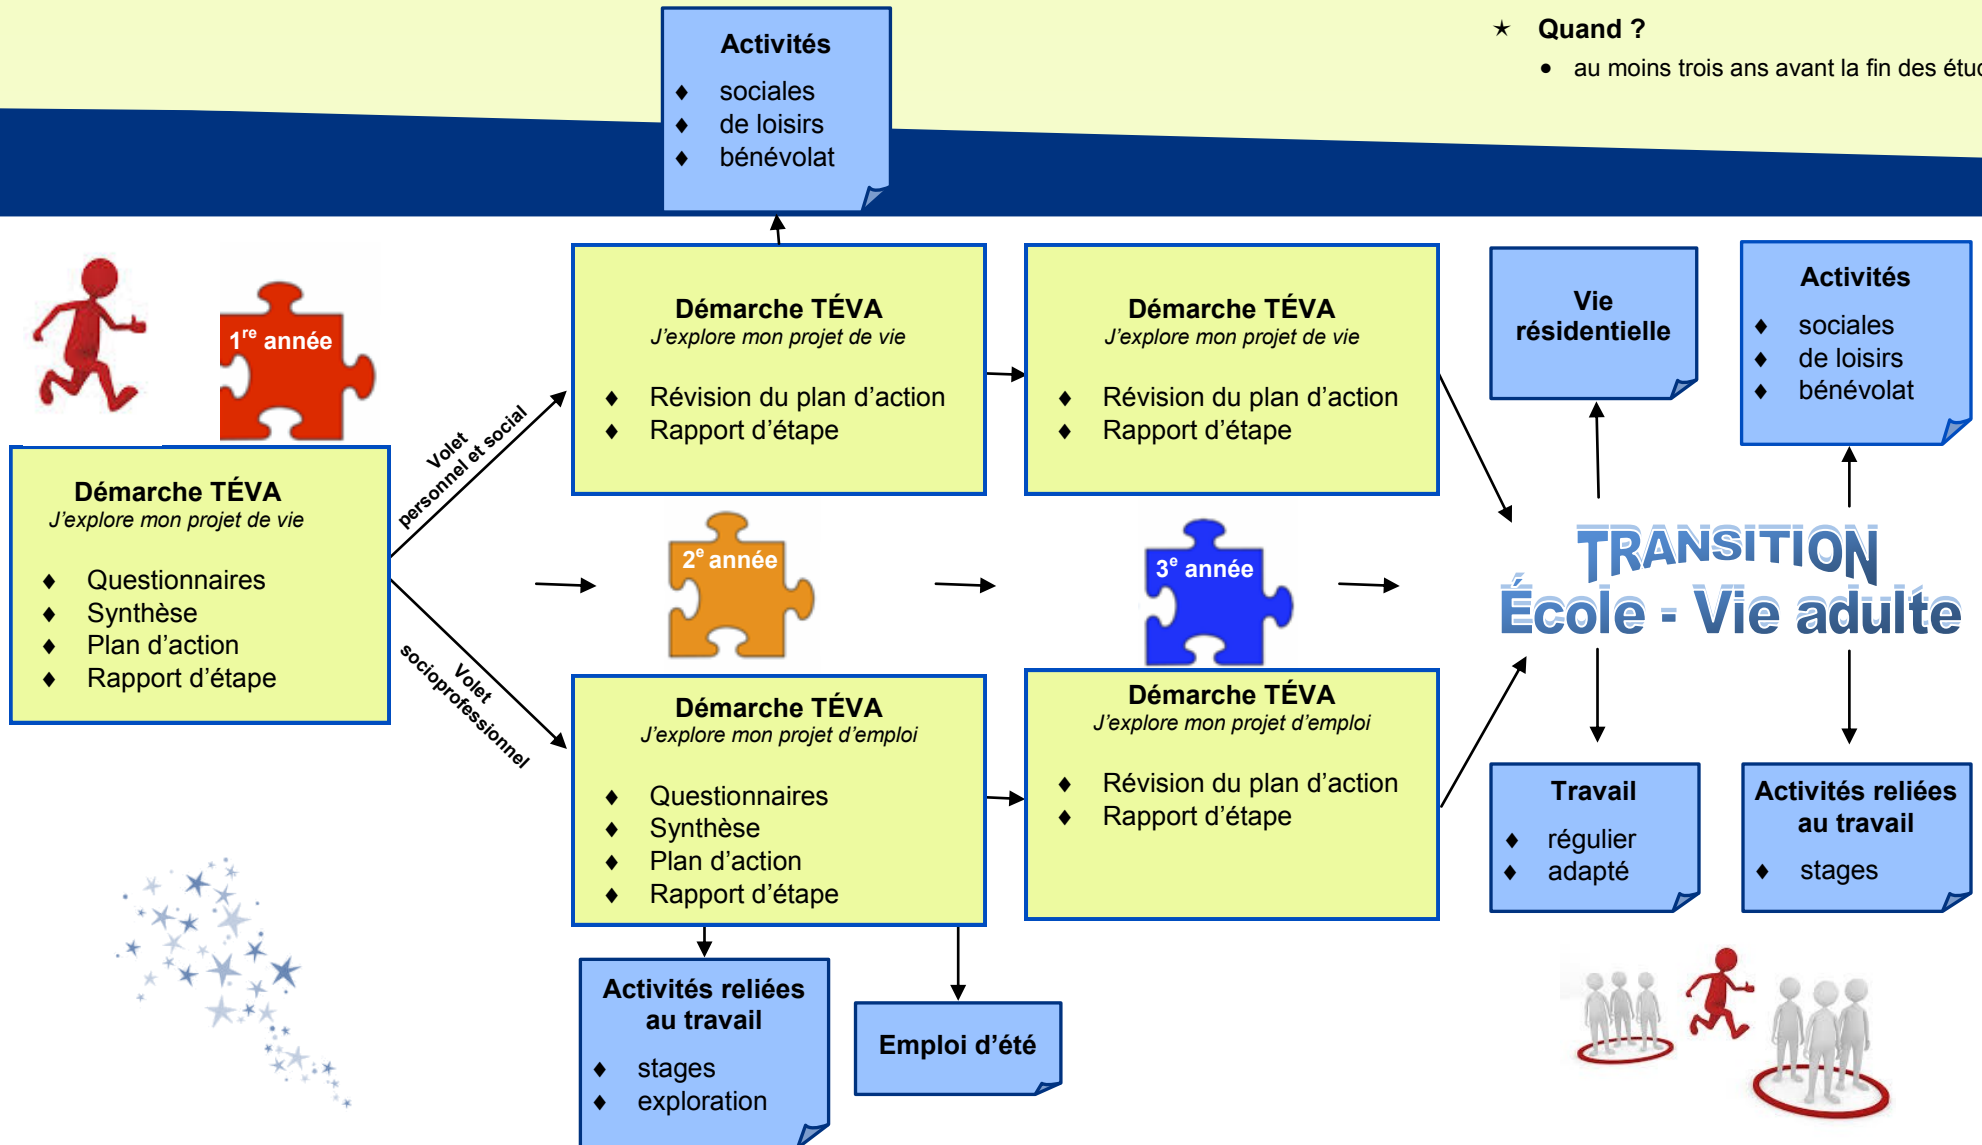 ★ Quand ?
• au moins trois ans avant la fin des
Activités
♦ sociales
♦ de loisirs
♦ bénévolat
1re année
Démarche TÉVA
J'explore mon projet de vie
♦ Questionnaires
♦ Synthèse
♦ Plan d'action
♦ Rapport d'étape
Volet
personnel et social
Volet
socioprofessionnel
Démarche TÉVA
J'explore mon projet de vie
♦ Révision du plan d'action
♦ Rapport d'étape
2e année
Démarche TÉVA
J'explore mon projet d'emploi
♦ Questionnaires
♦ Synthèse
♦ Plan d'action
♦ Rapport d'étape
Activités reliées
au travail
♦ stages
♦ exploration
Emploi d'été
Démarche TÉVA
J'explore mon projet de vie
♦ Révision du plan d'action
♦ Rapport d'étape
3e année
Démarche TÉVA
J'explore mon projet d'emploi
♦ Révision du plan d'action
♦ Rapport d'étape
Vie
résidentielle
Activités
♦ sociales
♦ de loisirs
♦ bénévolat
TRANSITION
École - Vie adulte
Travail
♦ régulier
♦ adapté
Activités reliées
au travail
♦ stages